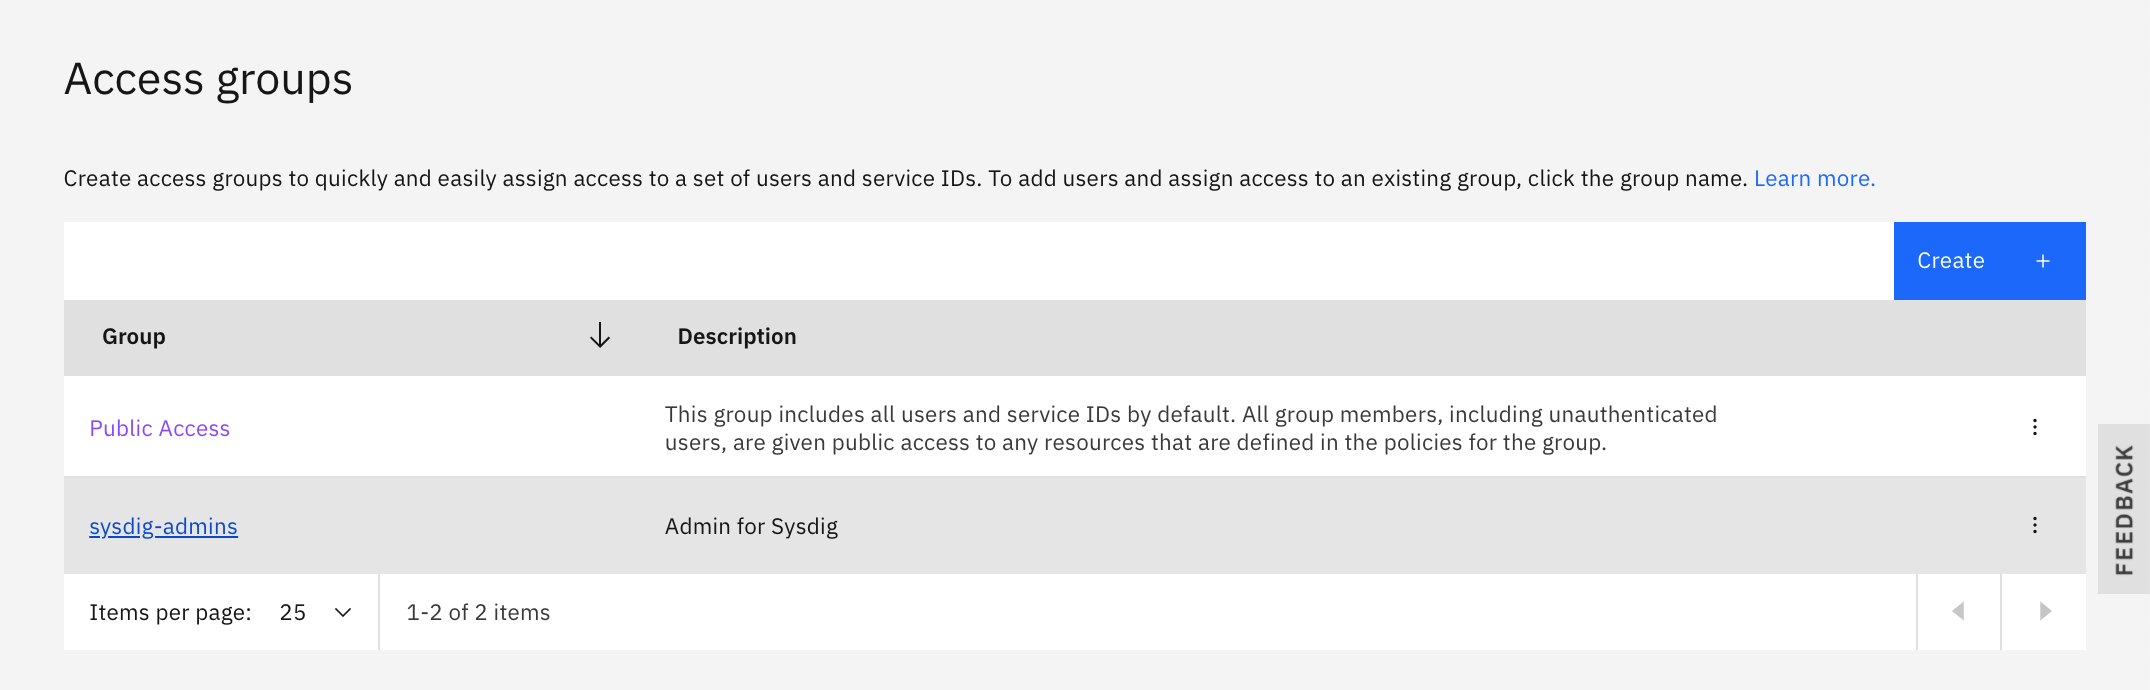 Access groups
Create access groups to quickly and easily assign access to a set of users and service IDs. To add users and assign access to an existing group, click the group name. Learn more.
Create +
Group Description
Public Access
This group includes all users and service IDs by default. All group members, including unauthenticated
users, are given public access to any resources that are defined in the policies for the group.
sysdig-admins Admin for Sysdig
Items per page: 25 1-2 of 2 items
FEEDBACK